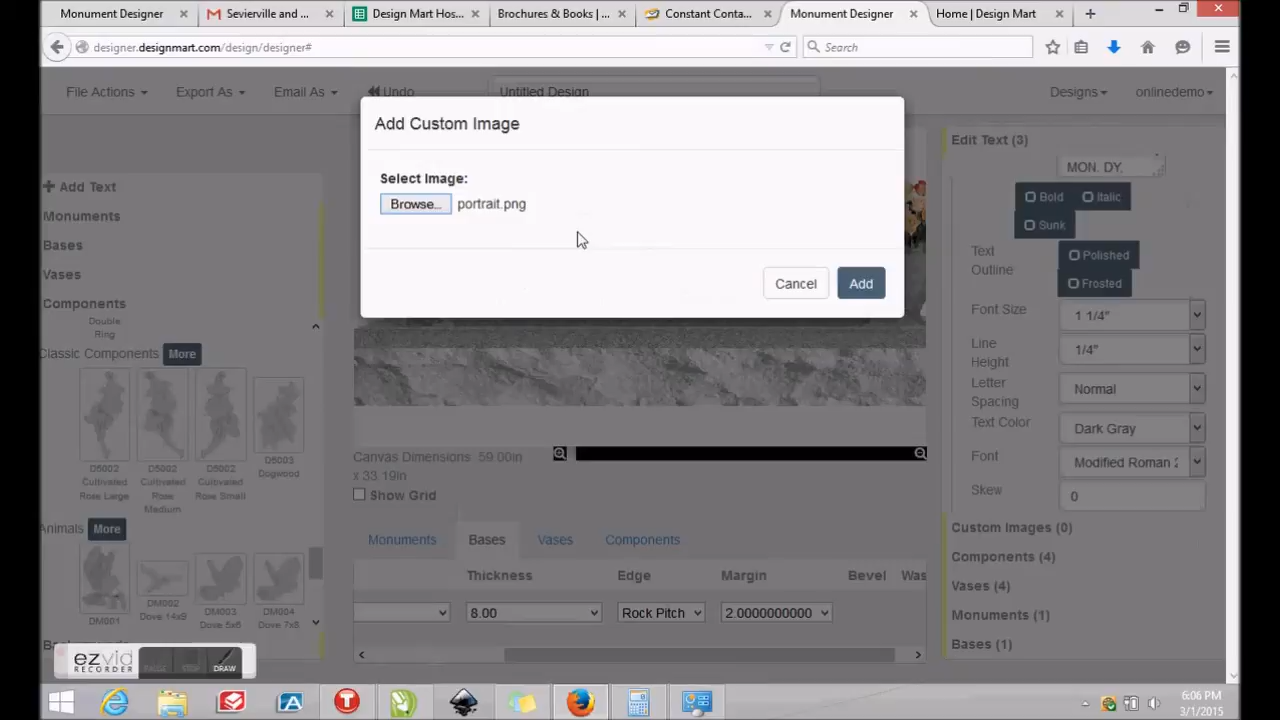 Monument Designer
Sevierville and ...
Design Mart Hos...
Brochures & Books | ...
Constant Conta...
Monument Designer
Home | Design Mart
designer.designmart.com/design/designer#
Search
File Actions
Export As
Email As
Undo
Untitled Design
Designs
onlinedemo
Add Custom Image
Select Image:
Browse... portrait.png
Cancel
Add
Add Text
Monuments
Bases
Vases
Components
Double
Ring
Classic Components More
D5002
Cultivated
Rose Large
D5002
Cultivated
Rose
Medium
D5002
Cultivated
Rose Small
D5003
Dogwood
Animals More
DM001
DM002
Dove 14x9
DM003
Dove 5x6
DM004
Dove 7x8
Canvas Dimensions 59.00in
x 33.19in
Show Grid
Monuments
Bases
Vases
Components
Thickness
Edge
Margin
Bevel
Was
8.00
Rock Pitch
2.0000000000
Edit Text (3)
MON. DY,
Bold
Italic
Sunk
Text
Outline
Polished
Frosted
Font Size
1 1/4"
Line
Height
1/4"
Letter
Spacing
Normal
Text Color
Dark Gray
Font
Modified Roman 2
Skew
0
Custom Images (0)
Components (4)
Vases (4)
Monuments (1)
Bases (1)
ezvid
RECORDER
PAUSE
STOP
DRAW
6:06 PM
3/1/2015